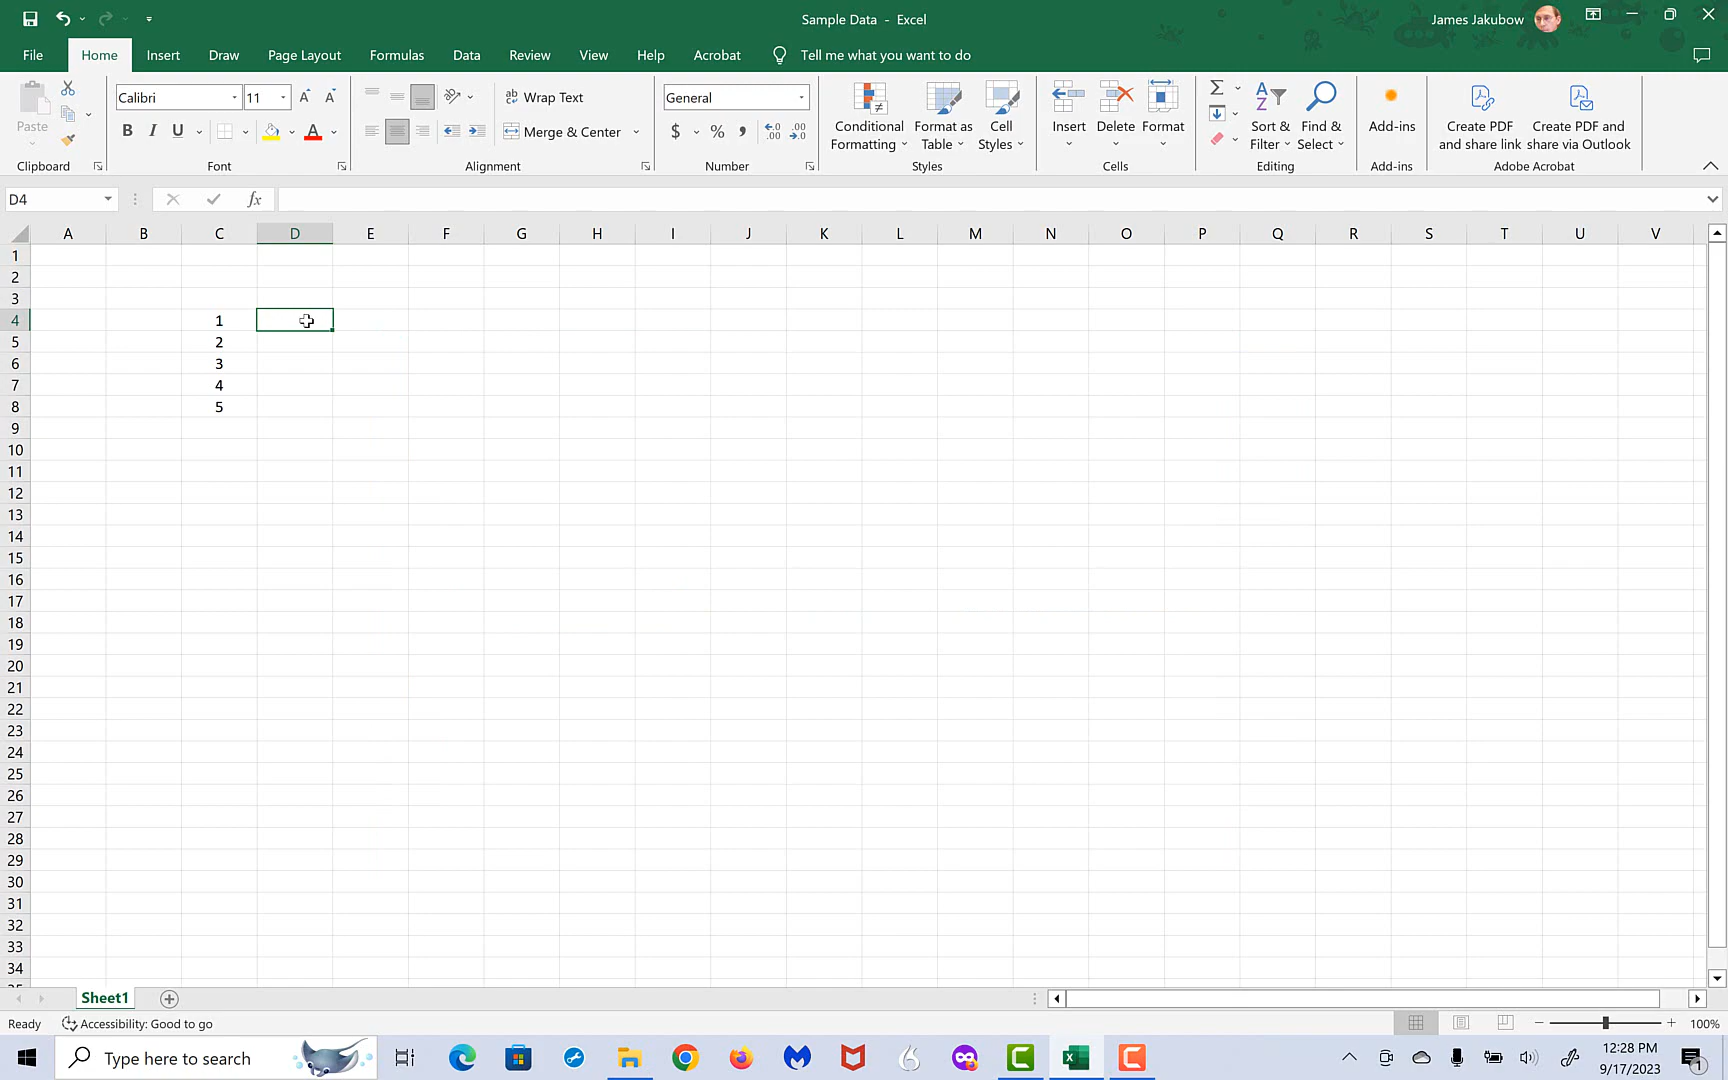 Sample Data - Excel
James Jakubow
File Home Insert Draw Page Layout Formulas Data Review View Help Acrobat Tell me what you want to do
Paste
Clipboard
Calibri 11
B I U
Font
Wrap Text
Merge & Center
Alignment
General
$ % ,
Number
Conditional Formatting
Format as Table
Cell Styles
Styles
Insert
Delete
Format
Cells
Sort & Filter
Find & Select
Editing
Add-ins
Add-ins
Create PDF and share link
Create PDF and share via Outlook
Adobe Acrobat
D4
fx
A B C D E F G H I J K L M N O P Q R S T U V
1
2
3
4 1
5 2
6 3
7 4
8 5
9
10
11
12
13
14
15
16
17
18
19
20
21
22
23
24
25
26
27
28
29
30
31
32
33
34
Sheet1
Ready Accessibility: Good to go 100%
Type here to search
12:28 PM
9/17/2023
1